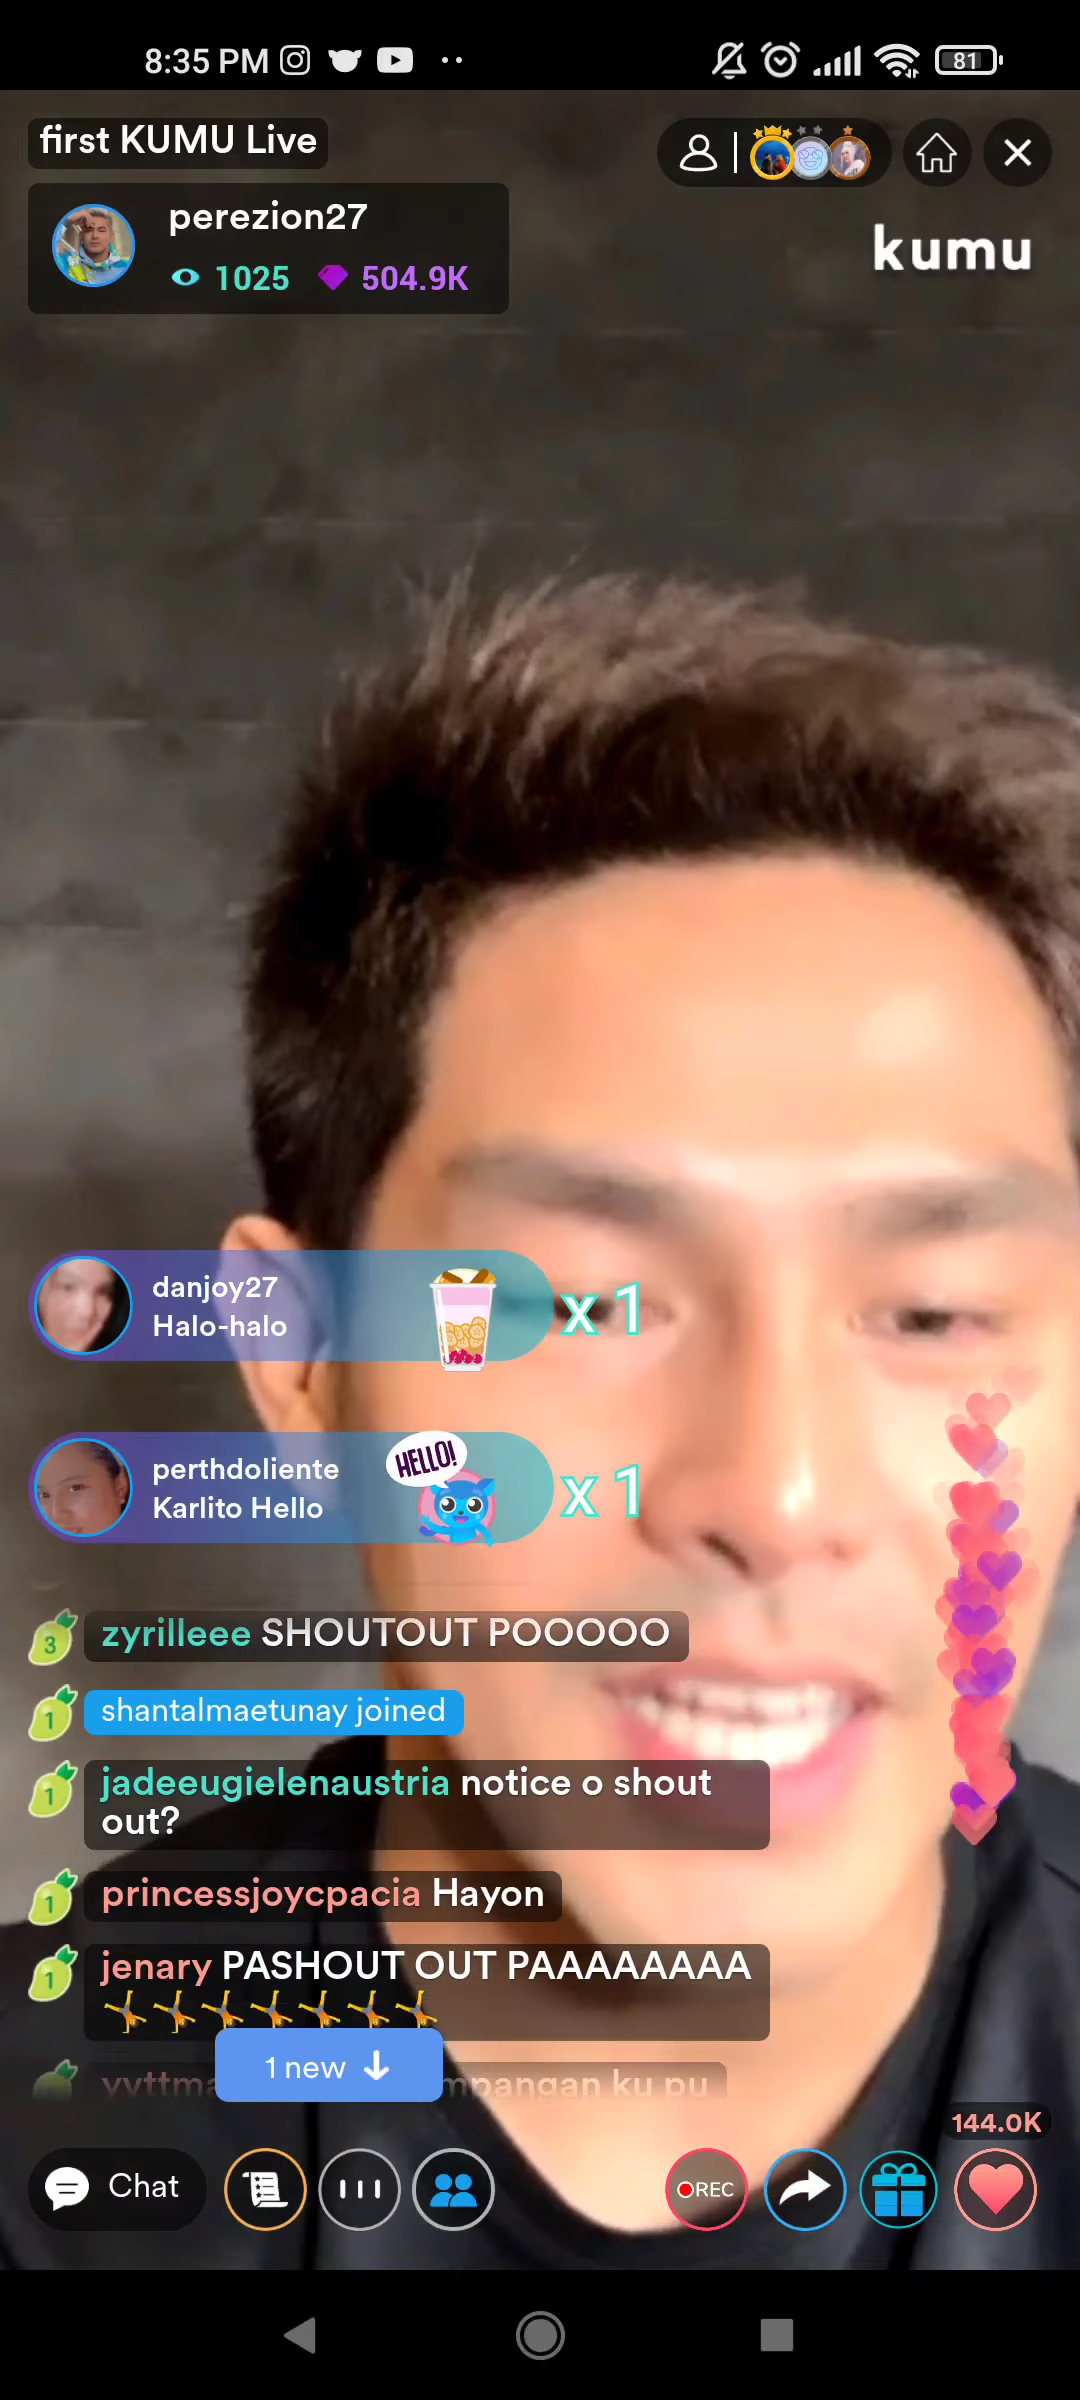 8:35 PM
81
first KUMU Live
perezion27
1025 504.9K
kumu
danjoy27
Halo-halo
x 1
HELLO!
perthdoliente
Karlito Hello
x 1
3 zyrilleee SHOUTOUT POOOOO
1 shantalmaetunay joined
1 jadeeugielenaustria notice o shout
out?
1 princessjoycpacia Hayon
1 jenary PASHOUT OUT PAAAAAAAA
1 new
ku pu
144.0K
Chat
REC